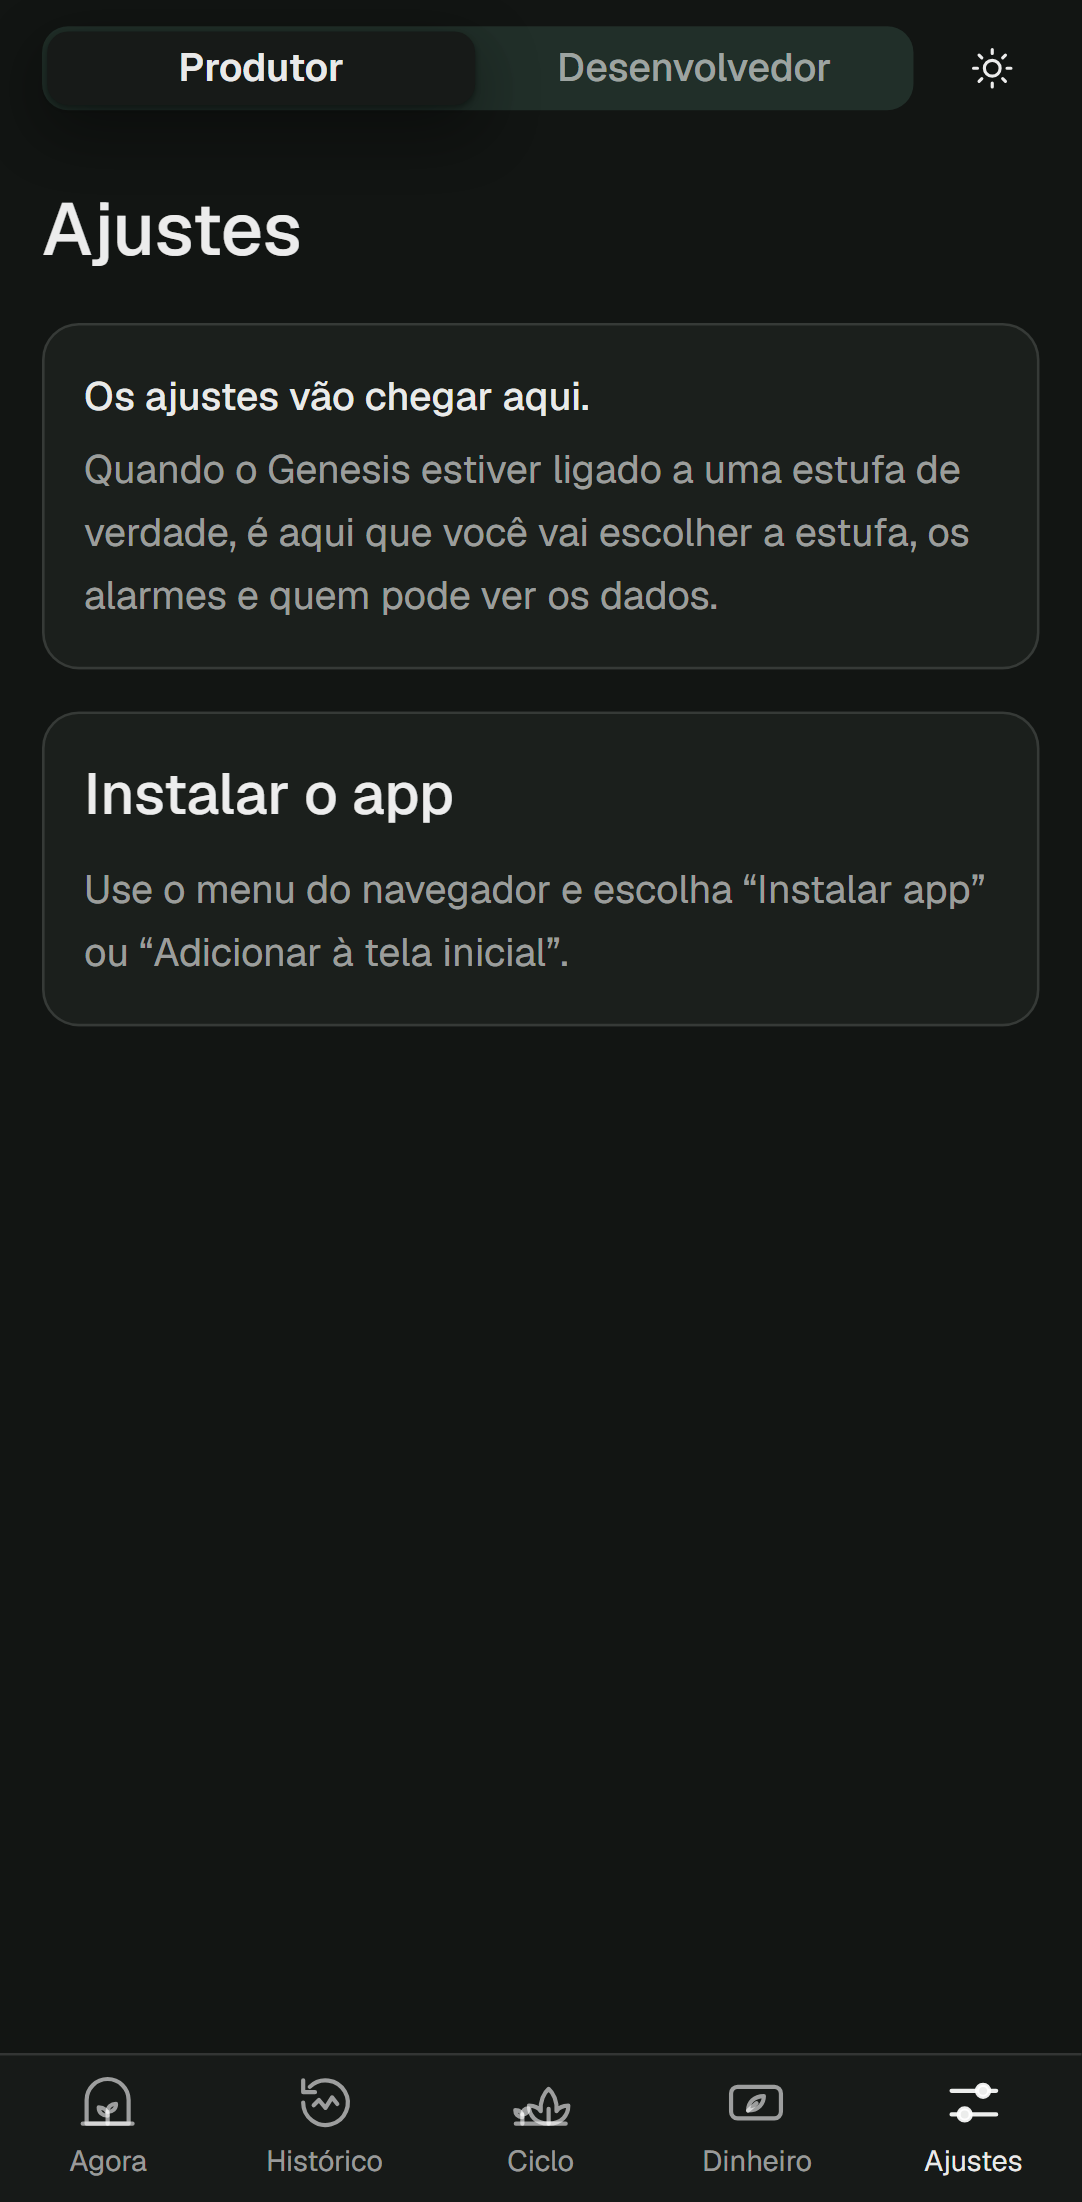 Produtor
Desenvolvedor
Ajustes
Os ajustes vão chegar aqui.
Quando o Genesis estiver ligado a uma estufa de
verdade, é aqui que você vai escolher a estufa, os
alarmes e quem pode ver os dados.
Instalar o app
Use o menu do navegador e escolha “Instalar app”
ou “Adicionar à tela inicial”.
Agora
Histórico
Ciclo
Dinheiro
Ajustes